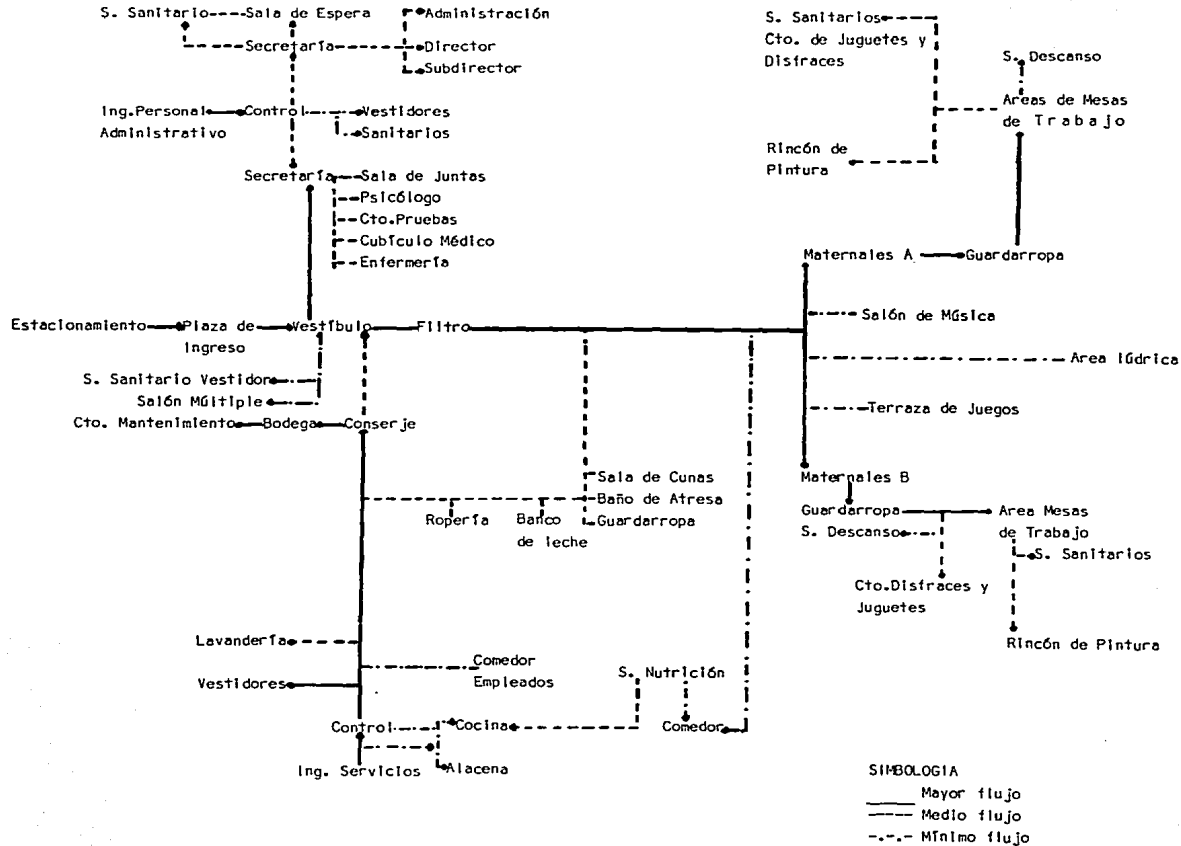 S. Sanitario
Sala de Espera
Administración
Secretaría
Director
Subdirector
Ing.Personal
Administrativo
Control
Vestidores
Sanitarios
Secretaría
Sala de Juntas
Psicólogo
Cto.Pruebas
Cubículo Médico
Enfermería
S. Sanitarios
Cto. de Juguetes y
Disfraces
S. Descanso
Areas de Mesas
de Trabajo
Rincón de
Pintura
Maternales A
Guardarropa
Estacionamiento
Plaza de
ingreso
Vestíbulo
Filtro
Salón de Música
Area lúdrica
Terraza de Juegos
S. Sanitario Vestidor
Salón Múltiple
Cto. Mantenimiento
Bodega
Conserje
Ropería
Banco
de leche
Sala de Cunas
Baño de Atresa
Guardarropa
Maternales B
Guardarropa
S. Descanso
Area Mesas
de Trabajo
S. Sanitarios
Cto.Disfraces y
Juguetes
Rincón de Pintura
Lavandería
Comedor
Empleados
Vestidores
S. Nutrición
Control
Cocina
Comedor
Ing. Servicios
Alacena
SIMBOLOGIA
Mayor flujo
Medio flujo
Mínimo flujo